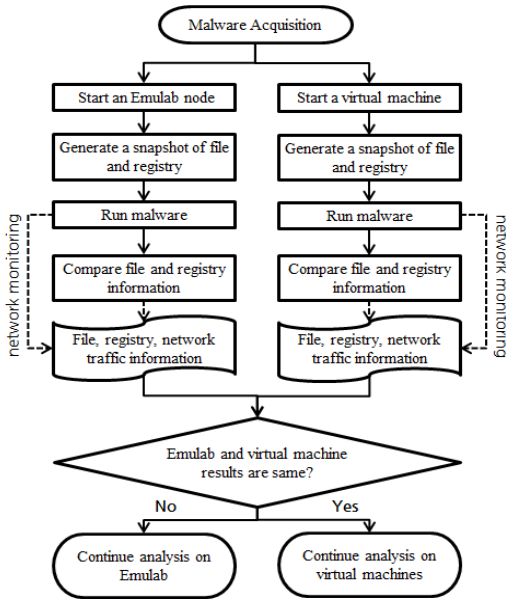 Malware Acquisition
Start an Emulab node
Start a virtual machine
Generate a snapshot of file
and registry
Generate a snapshot of file
and registry
Run malware
Run malware
network monitoring
network monitoring
Compare file and registry
information
Compare file and registry
information
File, registry, network
traffic information
File, registry, network
traffic information
Emulab and virtual machine
results are same?
No
Yes
Continue analysis on
Emulab
Continue analysis on
virtual machines